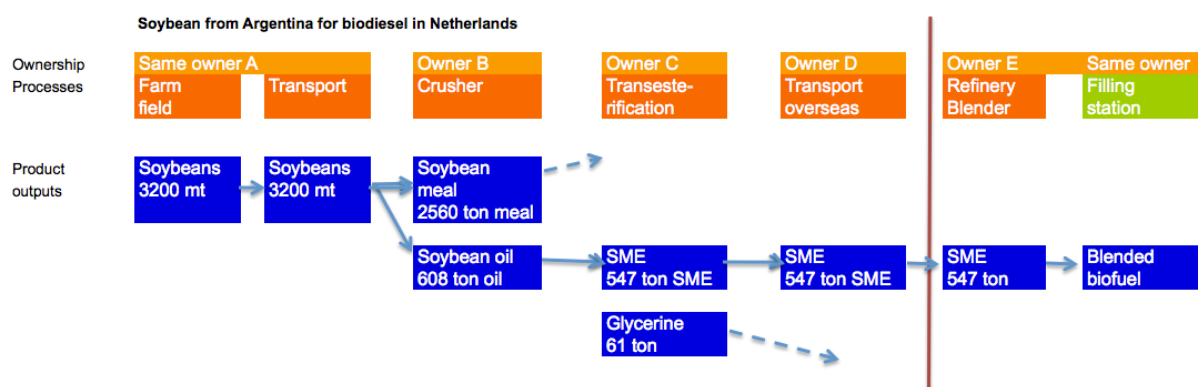 Soybean from Argentina for biodiesel in Netherlands
Ownership
Same owner A
Owner B
Owner C
Owner D
Owner E
Same owner
Processes
Farm
field
Transport
Crusher
Transeste-
rification
Transport
overseas
Refinery
Blender
Filling
station
Product
outputs
Soybeans
3200 mt
Soybeans
3200 mt
Soybean
meal
2560 ton meal
Soybean oil
608 ton oil
SME
547 ton SME
SME
547 ton SME
SME
547 ton
Blended
biofuel
Glycerine
61 ton